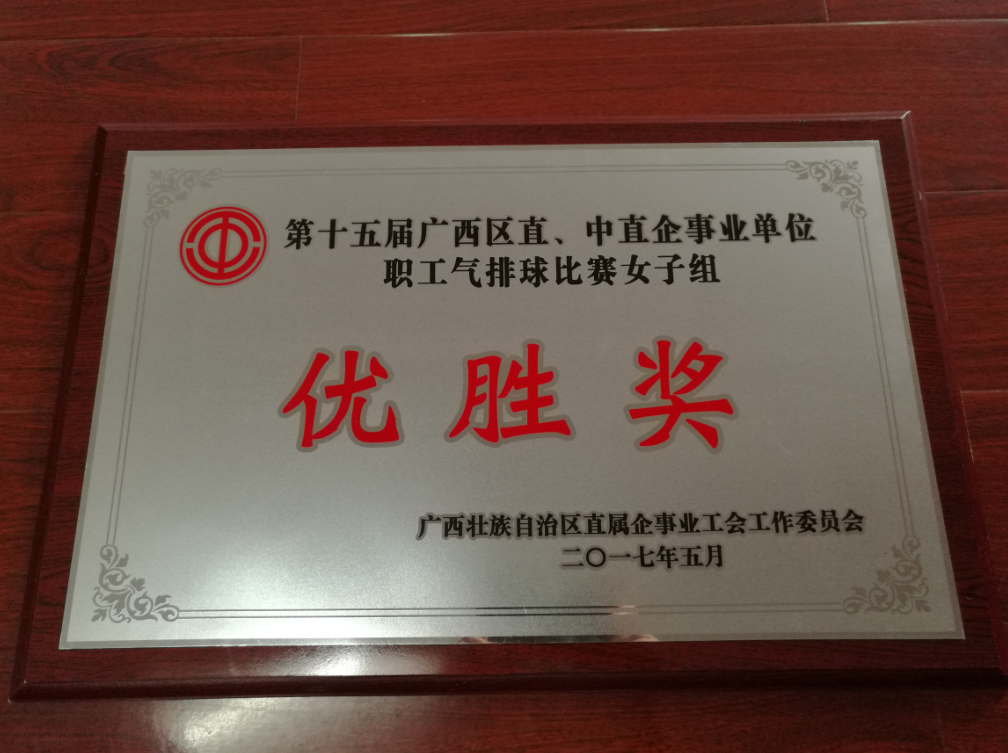 第十五届广西区直、中直企事业单位
职工气排球比赛女子组
优胜奖
广西壮族自治区直属企事业工会工作委员会
二〇一七年五月